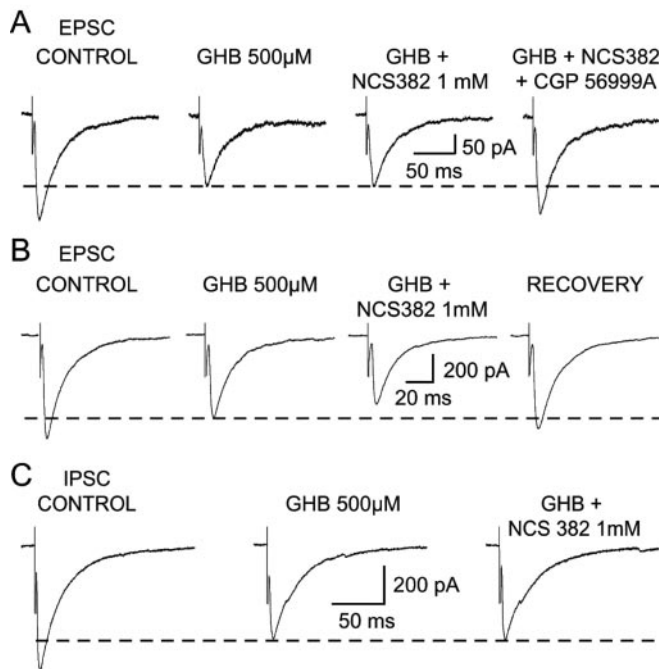 A
EPSC
CONTROL
GHB 500µM
GHB +
NCS382 1 mM
GHB + NCS382
+ CGP 56999A
50 pA
50 ms
B
EPSC
CONTROL
GHB 500µM
GHB +
NCS382 1mM
RECOVERY
200 pA
20 ms
C
IPSC
CONTROL
GHB 500µM
GHB +
NCS 382 1mM
200 pA
50 ms